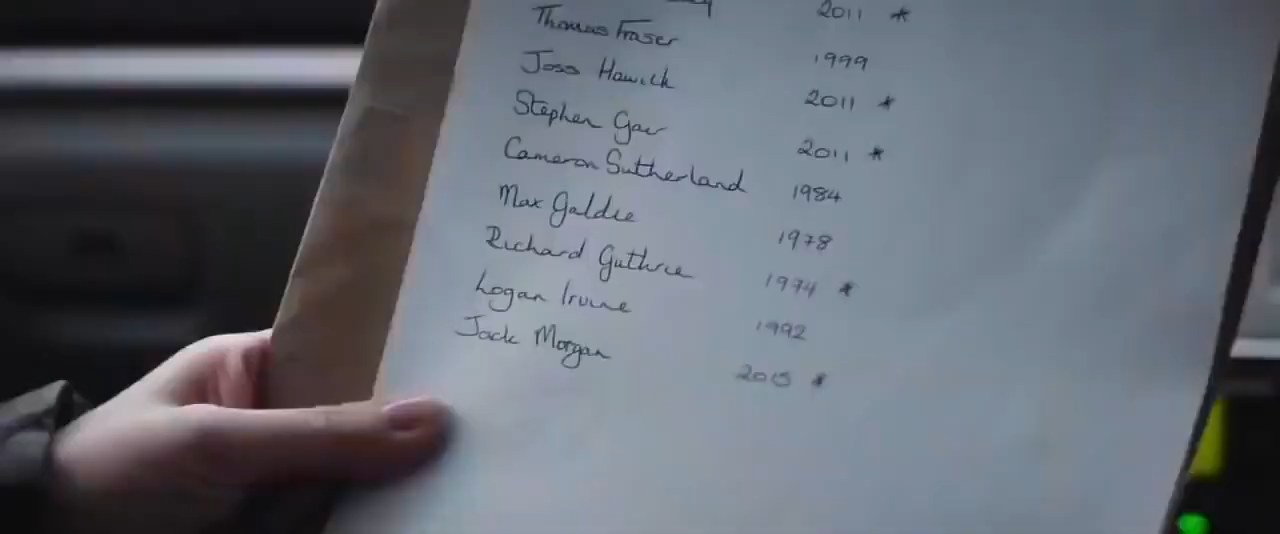 2011 *
Thomas Fraser 1999
Joss Hawick 2011 *
Stephen Gair 2011 *
Cameron Sutherland 1984
Max Galdie 1978
Richard Guthrie 1974 *
Logan Irvine 1992
Jack Morgan 2015 *